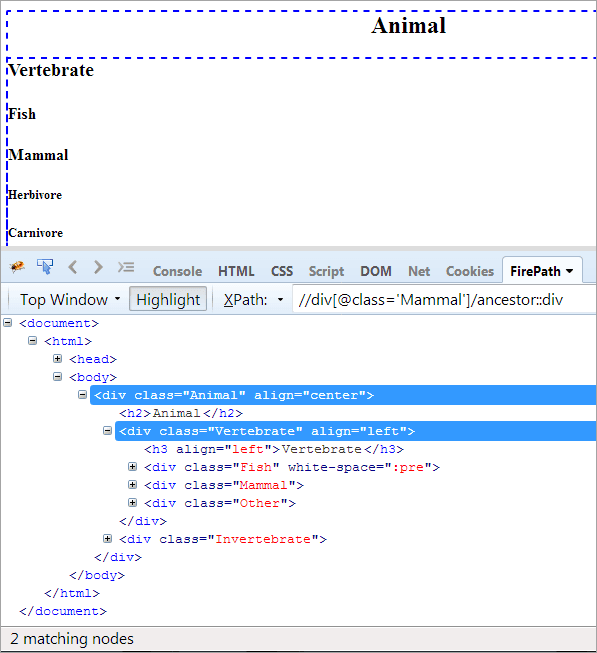 Animal
Vertebrate
Fish
Mammal
Herbivore
Carnivore
Console HTML CSS Script DOM Net Cookies FirePath
Top Window Highlight XPath: //div[@class='Mammal']/ancestor::div
<document>
<html>
<head>
<body>
<div class="Animal" align="center">
<h2>Animal</h2>
<div class="Vertebrate" align="left">
<h3 align="left">Vertebrate</h3>
<div class="Fish" white-space=":pre">
<div class="Mammal">
<div class="Other">
</div>
<div class="Invertebrate">
</div>
</body>
</html>
</document>
2 matching nodes